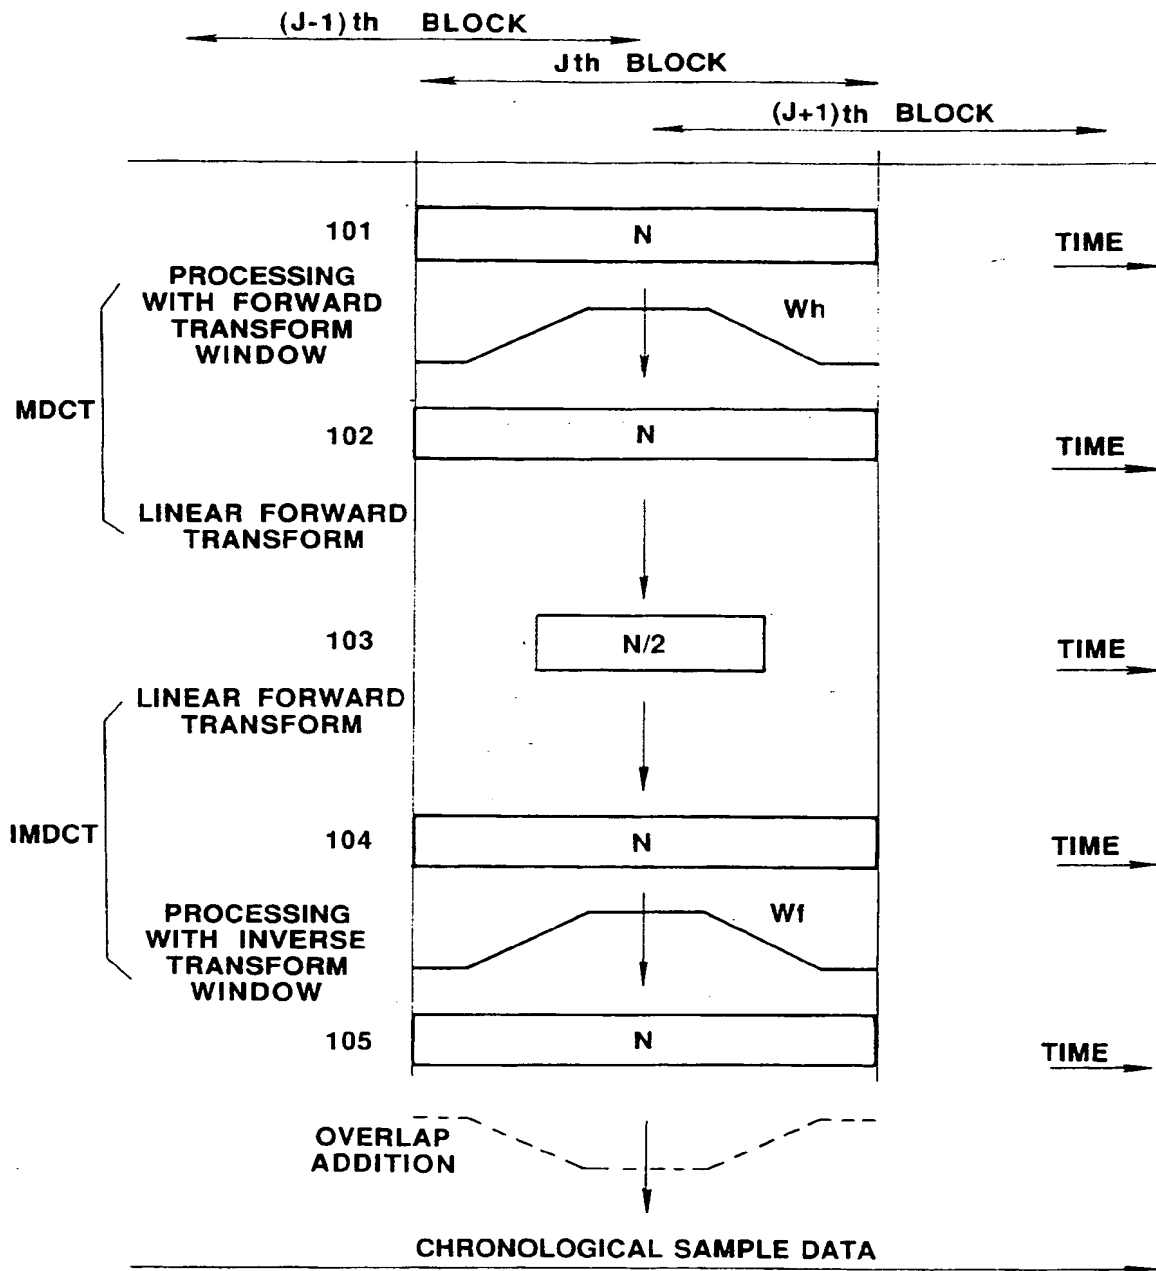 (J-1)th BLOCK
Jth BLOCK
(J+1)th BLOCK
101
N
TIME
PROCESSING
WITH FORWARD
TRANSFORM
WINDOW
Wh
MDCT
102
N
TIME
LINEAR FORWARD
TRANSFORM
103
N/2
TIME
LINEAR FORWARD
TRANSFORM
IMDCT
104
N
TIME
PROCESSING
WITH INVERSE
TRANSFORM
WINDOW
Wf
105
N
TIME
OVERLAP
ADDITION
CHRONOLOGICAL SAMPLE DATA